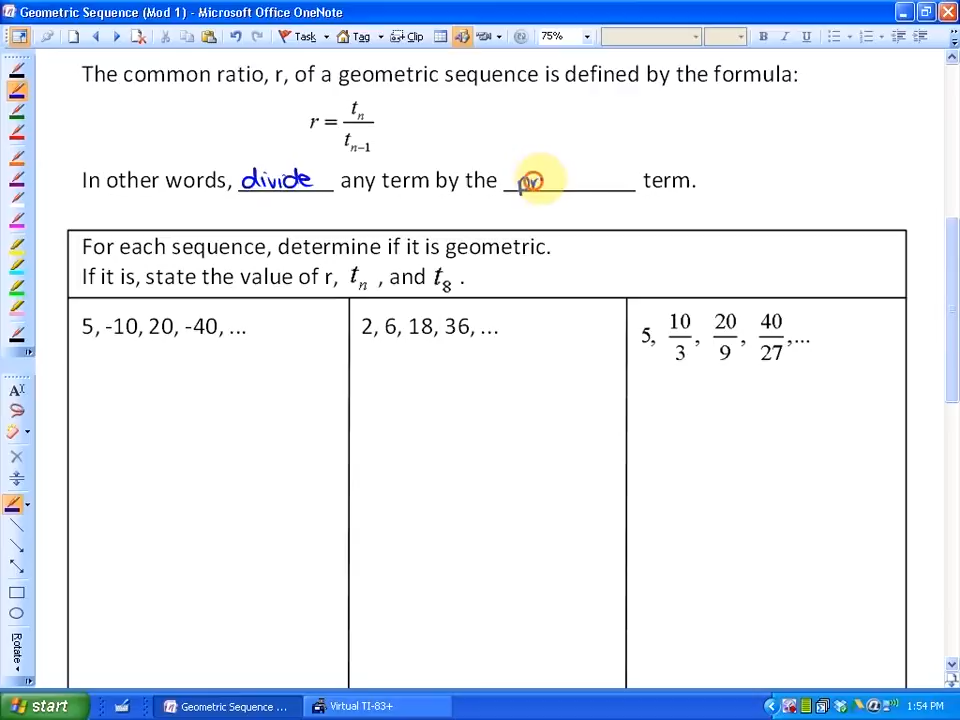 Geometric Sequence (Mod 1) - Microsoft Office OneNote
Task Tag Clip 75% B I U
The common ratio, r, of a geometric sequence is defined by the formula:
r = tₙ / tₙ₋₁
In other words, divide any term by the pr term.
For each sequence, determine if it is geometric.
If it is, state the value of r, tₙ , and t₈ .
5, -10, 20, -40, ...
2, 6, 18, 36, ...
5, 10/3, 20/9, 40/27,...
A
Rotate
start Geometric Sequence ... Virtual TI-83+ 1:54 PM